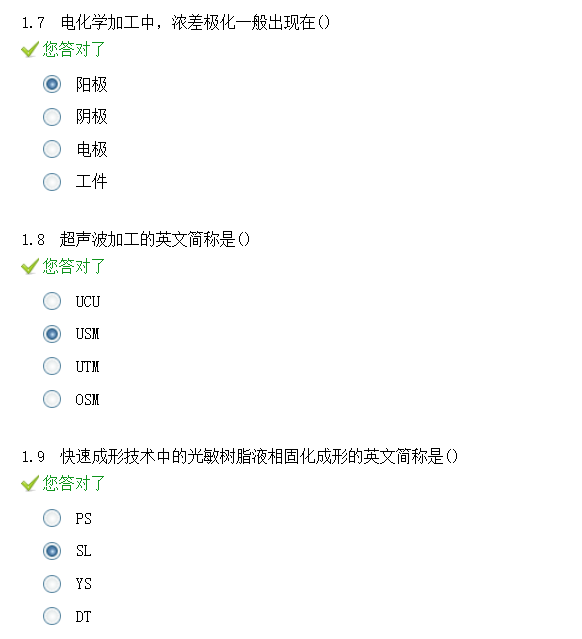 1.7 电化学加工中，浓差极化一般出现在()
您答对了
阳极
阴极
电极
工件
1.8 超声波加工的英文简称是()
您答对了
UCU
USM
UTM
OSM
1.9 快速成形技术中的光敏树脂液相固化成形的英文简称是()
您答对了
PS
SL
YS
DT